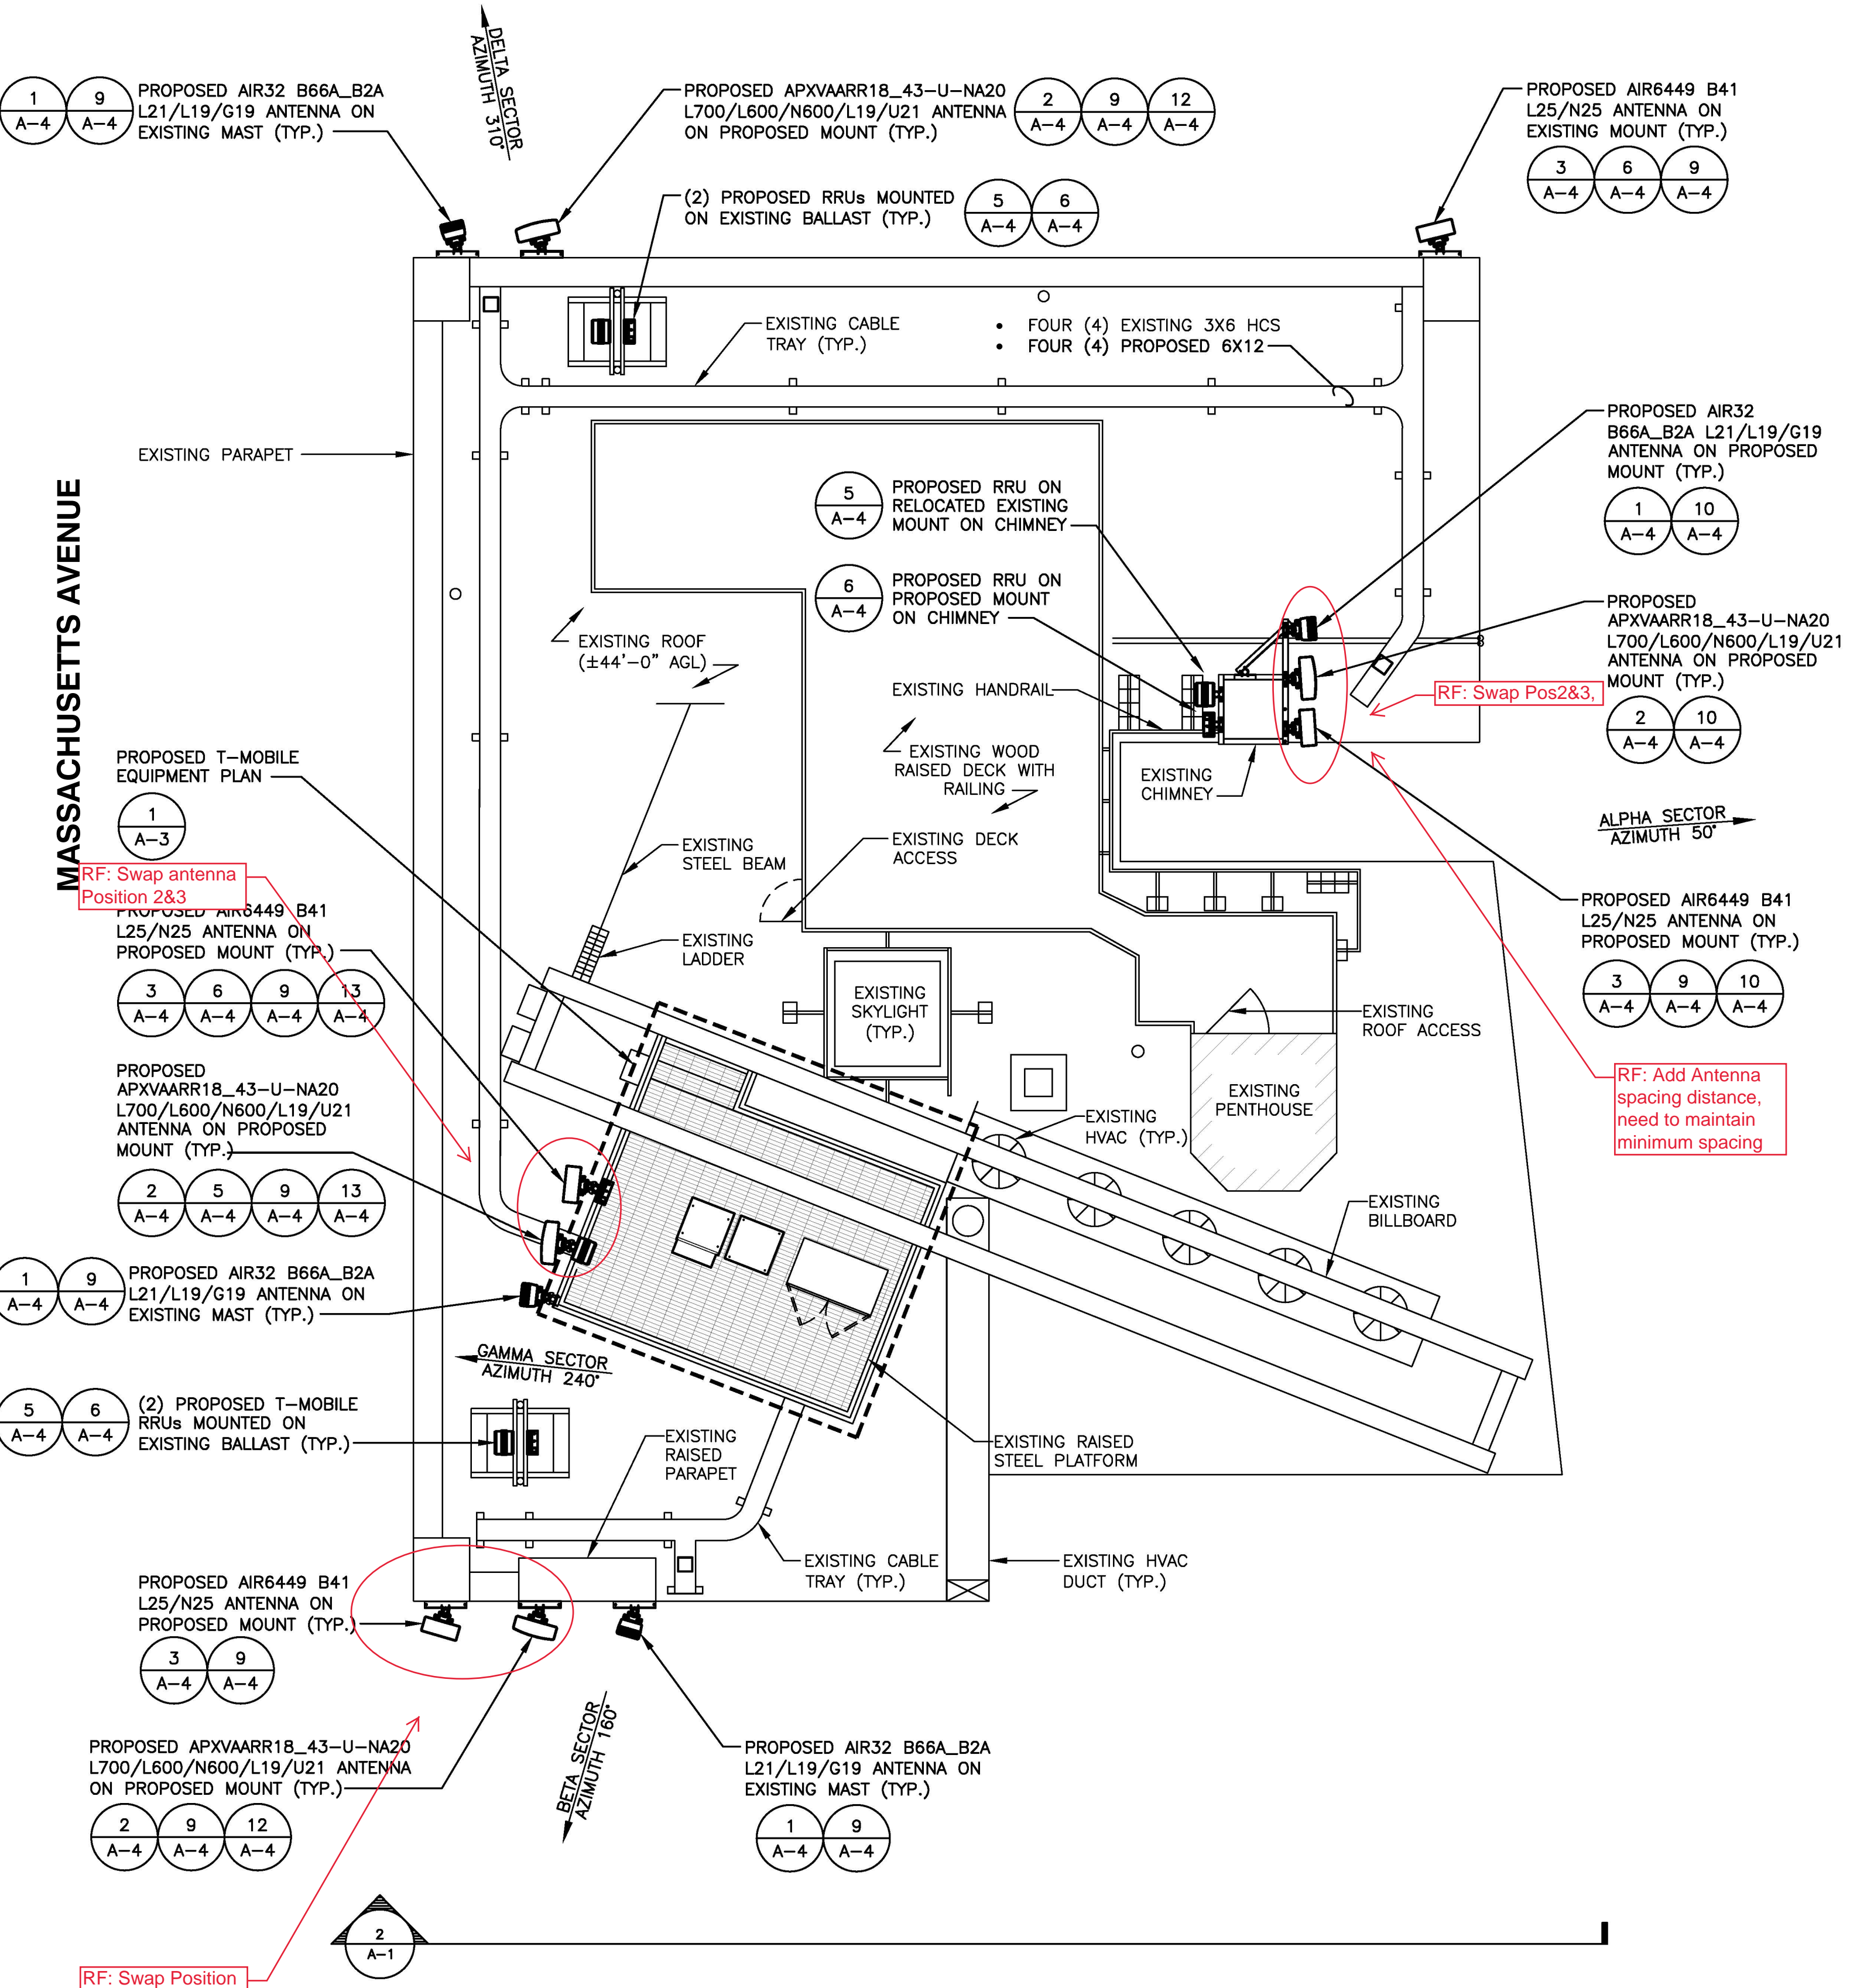 DELTA SECTOR
AZIMUTH 310°
1
A-4
9
A-4
PROPOSED AIR32 B66A_B2A
L21/L19/G19 ANTENNA ON
EXISTING MAST (TYP.)
PROPOSED APXVAARR18_43-U-NA20
L700/L600/N600/L19/U21 ANTENNA
ON PROPOSED MOUNT (TYP.)
2
A-4
9
A-4
12
A-4
PROPOSED AIR6449 B41
L25/N25 ANTENNA ON
EXISTING MOUNT (TYP.)
3
A-4
6
A-4
9
A-4
(2) PROPOSED RRUs MOUNTED
ON EXISTING BALLAST (TYP.)
5
A-4
6
A-4
EXISTING CABLE
TRAY (TYP.)
• FOUR (4) EXISTING 3X6 HCS
• FOUR (4) PROPOSED 6X12
EXISTING PARAPET
MASSACHUSETTS AVENUE
PROPOSED AIR32
B66A_B2A L21/L19/G19
ANTENNA ON PROPOSED
MOUNT (TYP.)
1
A-4
10
A-4
5
A-4
PROPOSED RRU ON
RELOCATED EXISTING
MOUNT ON CHIMNEY
6
A-4
PROPOSED RRU ON
PROPOSED MOUNT
ON CHIMNEY
EXISTING ROOF
(±44'-0" AGL)
PROPOSED
APXVAARR18_43-U-NA20
L700/L600/N600/L19/U21
ANTENNA ON PROPOSED
MOUNT (TYP.)
2
A-4
10
A-4
RF: Swap Pos2&3,
EXISTING HANDRAIL
EXISTING WOOD
RAISED DECK WITH
RAILING
EXISTING
CHIMNEY
PROPOSED T-MOBILE
EQUIPMENT PLAN
1
A-3
ALPHA SECTOR
AZIMUTH 50°
EXISTING
STEEL BEAM
EXISTING DECK
ACCESS
RF: Swap antenna
Position 2&3
PROPOSED AIR6449 B41
L25/N25 ANTENNA ON
PROPOSED MOUNT (TYP.)
3
A-4
6
A-4
9
A-4
13
A-4
EXISTING
LADDER
PROPOSED AIR6449 B41
L25/N25 ANTENNA ON
PROPOSED MOUNT (TYP.)
3
A-4
9
A-4
10
A-4
EXISTING
SKYLIGHT
(TYP.)
EXISTING
ROOF ACCESS
PROPOSED
APXVAARR18_43-U-NA20
L700/L600/N600/L19/U21
ANTENNA ON PROPOSED
MOUNT (TYP.)
2
A-4
5
A-4
9
A-4
13
A-4
EXISTING
PENTHOUSE
RF: Add Antenna
spacing distance,
need to maintain
minimum spacing
EXISTING
HVAC (TYP.)
EXISTING
BILLBOARD
1
A-4
9
A-4
PROPOSED AIR32 B66A_B2A
L21/L19/G19 ANTENNA ON
EXISTING MAST (TYP.)
GAMMA SECTOR
AZIMUTH 240°
5
A-4
6
A-4
(2) PROPOSED T-MOBILE
RRUs MOUNTED ON
EXISTING BALLAST (TYP.)
EXISTING
RAISED
PARAPET
EXISTING RAISED
STEEL PLATFORM
PROPOSED AIR6449 B41
L25/N25 ANTENNA ON
PROPOSED MOUNT (TYP.)
3
A-4
9
A-4
EXISTING CABLE
TRAY (TYP.)
EXISTING HVAC
DUCT (TYP.)
PROPOSED APXVAARR18_43-U-NA20
L700/L600/N600/L19/U21 ANTENNA
ON PROPOSED MOUNT (TYP.)
2
A-4
9
A-4
12
A-4
BETA SECTOR
AZIMUTH 160°
PROPOSED AIR32 B66A_B2A
L21/L19/G19 ANTENNA ON
EXISTING MAST (TYP.)
1
A-4
9
A-4
2
A-1
RF: Swap Position